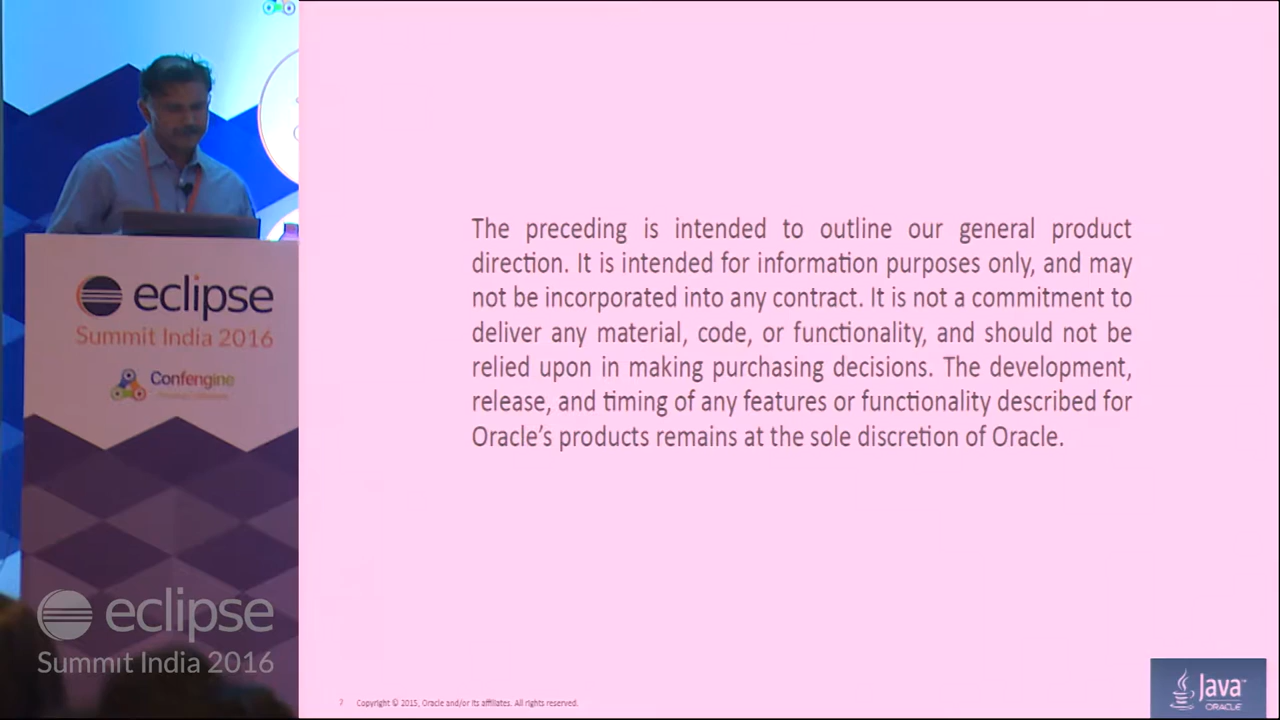 eclipse
Summit India 2016
Confengine
The preceding is intended to outline our general product
direction. It is intended for information purposes only, and may
not be incorporated into any contract. It is not a commitment to
deliver any material, code, or functionality, and should not be
relied upon in making purchasing decisions. The development,
release, and timing of any features or functionality described for
Oracle’s products remains at the sole discretion of Oracle.
eclipse
Summit India 2016
7 Copyright © 2015, Oracle and/or its affiliates. All rights reserved.
Java™
ORACLE